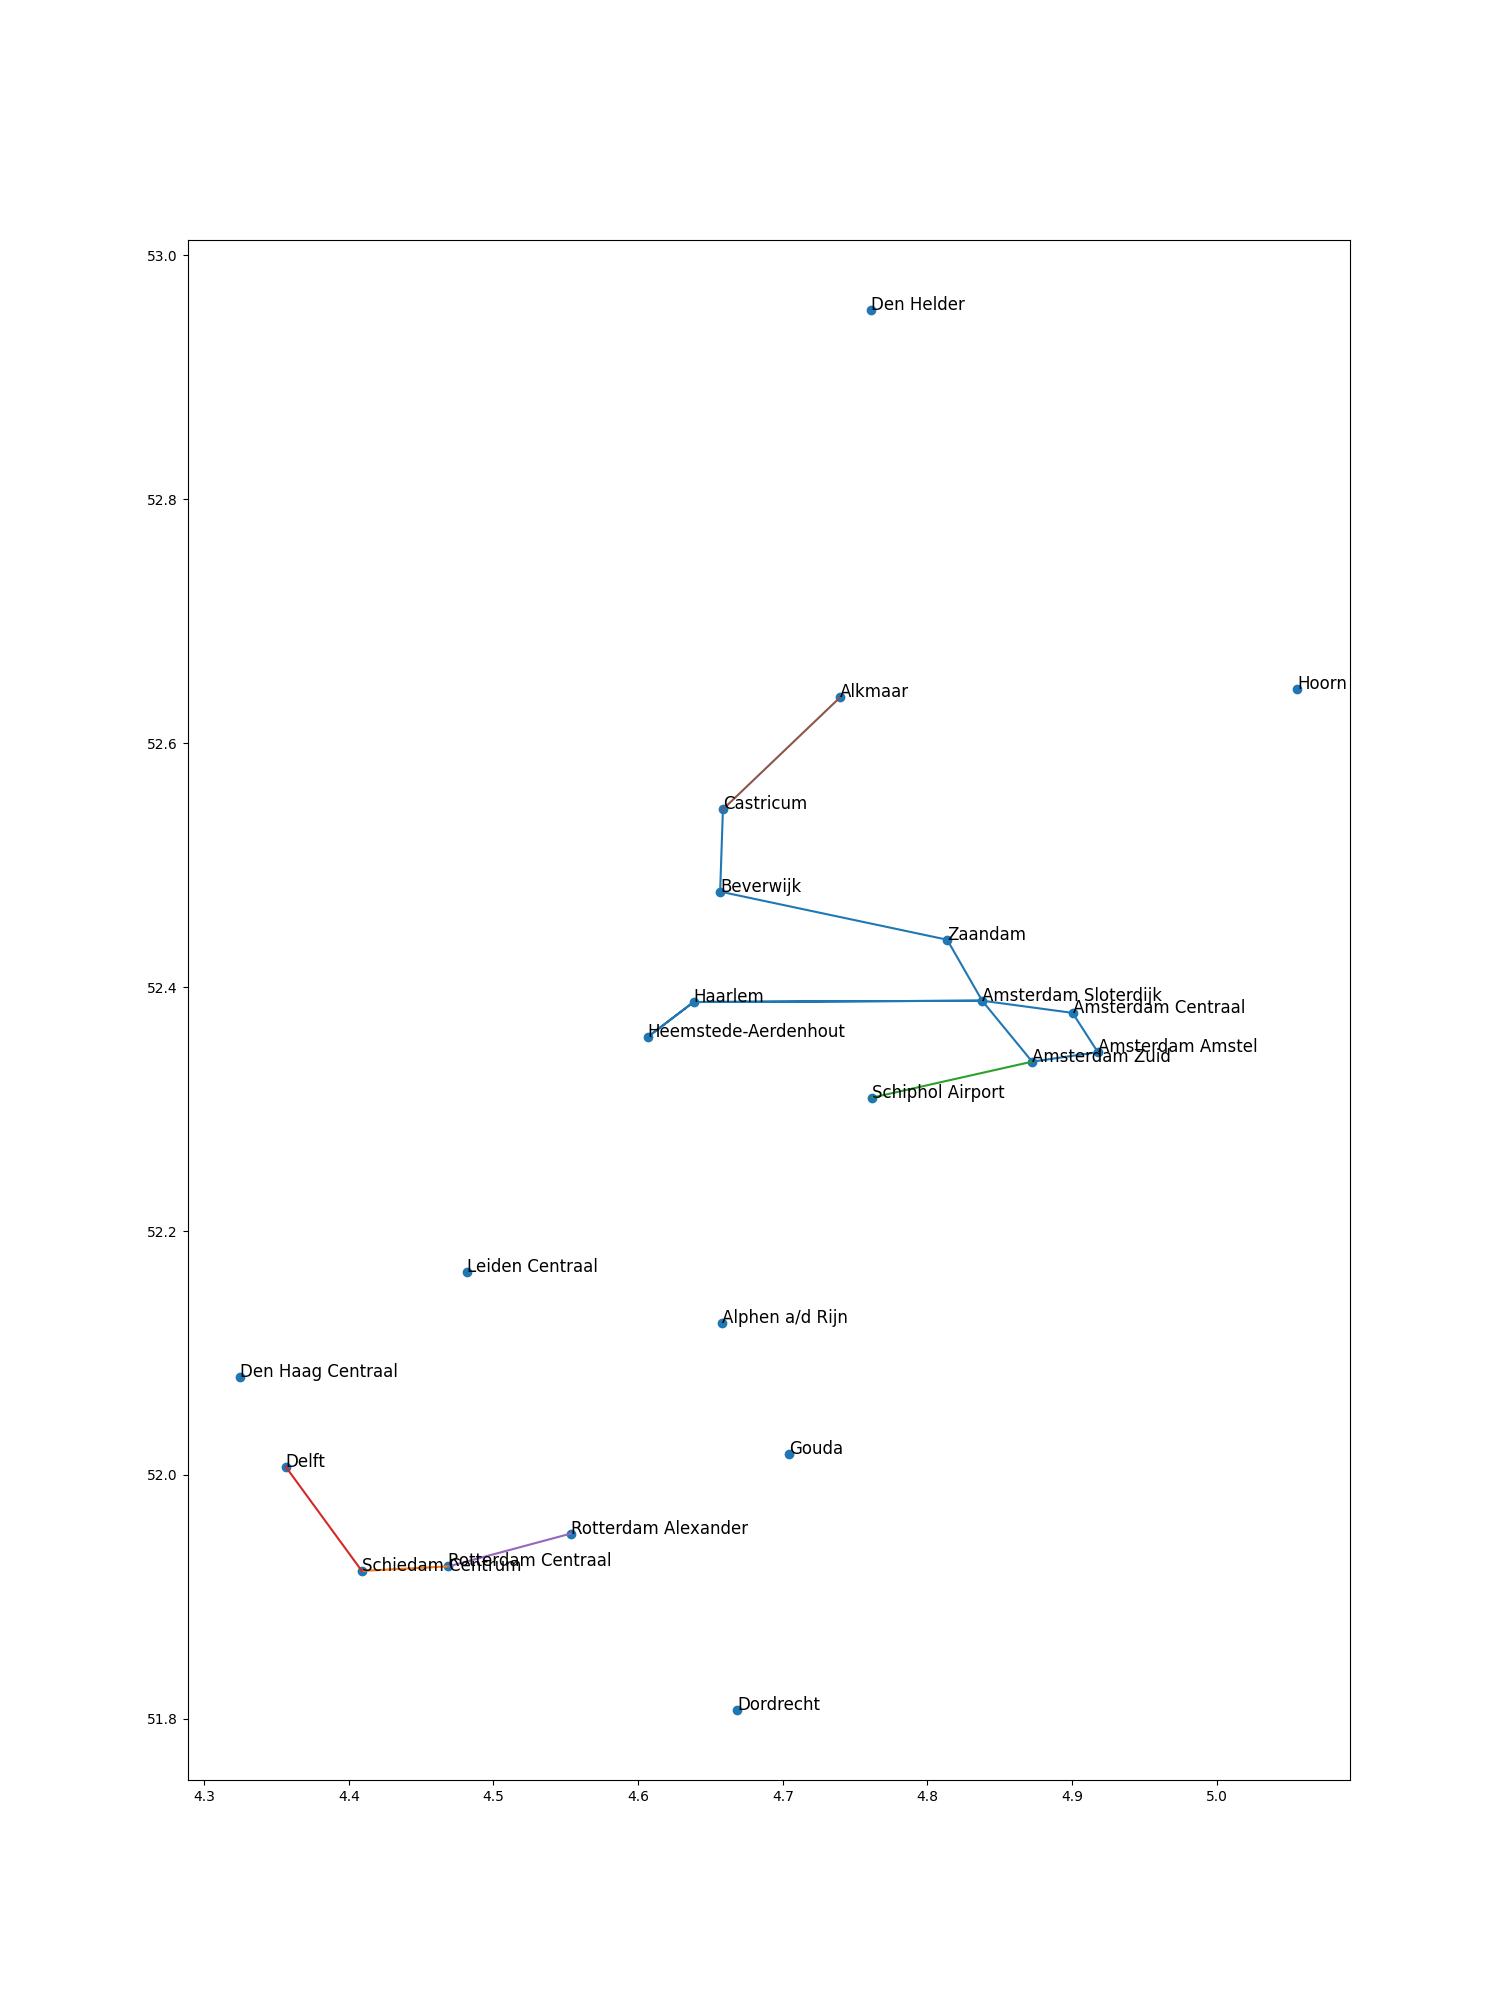 53.0
Den Helder
52.8
Hoorn
Alkmaar
52.6
Castricum
Beverwijk
Zaandam
52.4
Haarlem
Amsterdam Sloterdijk
Amsterdam Centraal
Heemstede-Aerdenhout
Amsterdam Amstel
Amsterdam Zuid
Schiphol Airport
52.2
Leiden Centraal
Alphen a/d Rijn
Den Haag Centraal
Gouda
Delft
52.0
Rotterdam Alexander
Rotterdam Centraal
Schiedam Centrum
Dordrecht
51.8
4.3 4.4 4.5 4.6 4.7 4.8 4.9 5.0